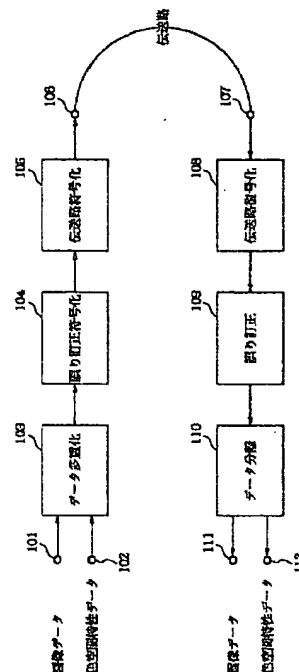 画像データ
101
色空間特性データ
102
103
データ多重化
104
誤り訂正符号化
105
伝送路符号化
106
伝送路
107
108
伝送路復号化
109
誤り訂正
110
データ分離
111
画像データ
112
色空間特性データ